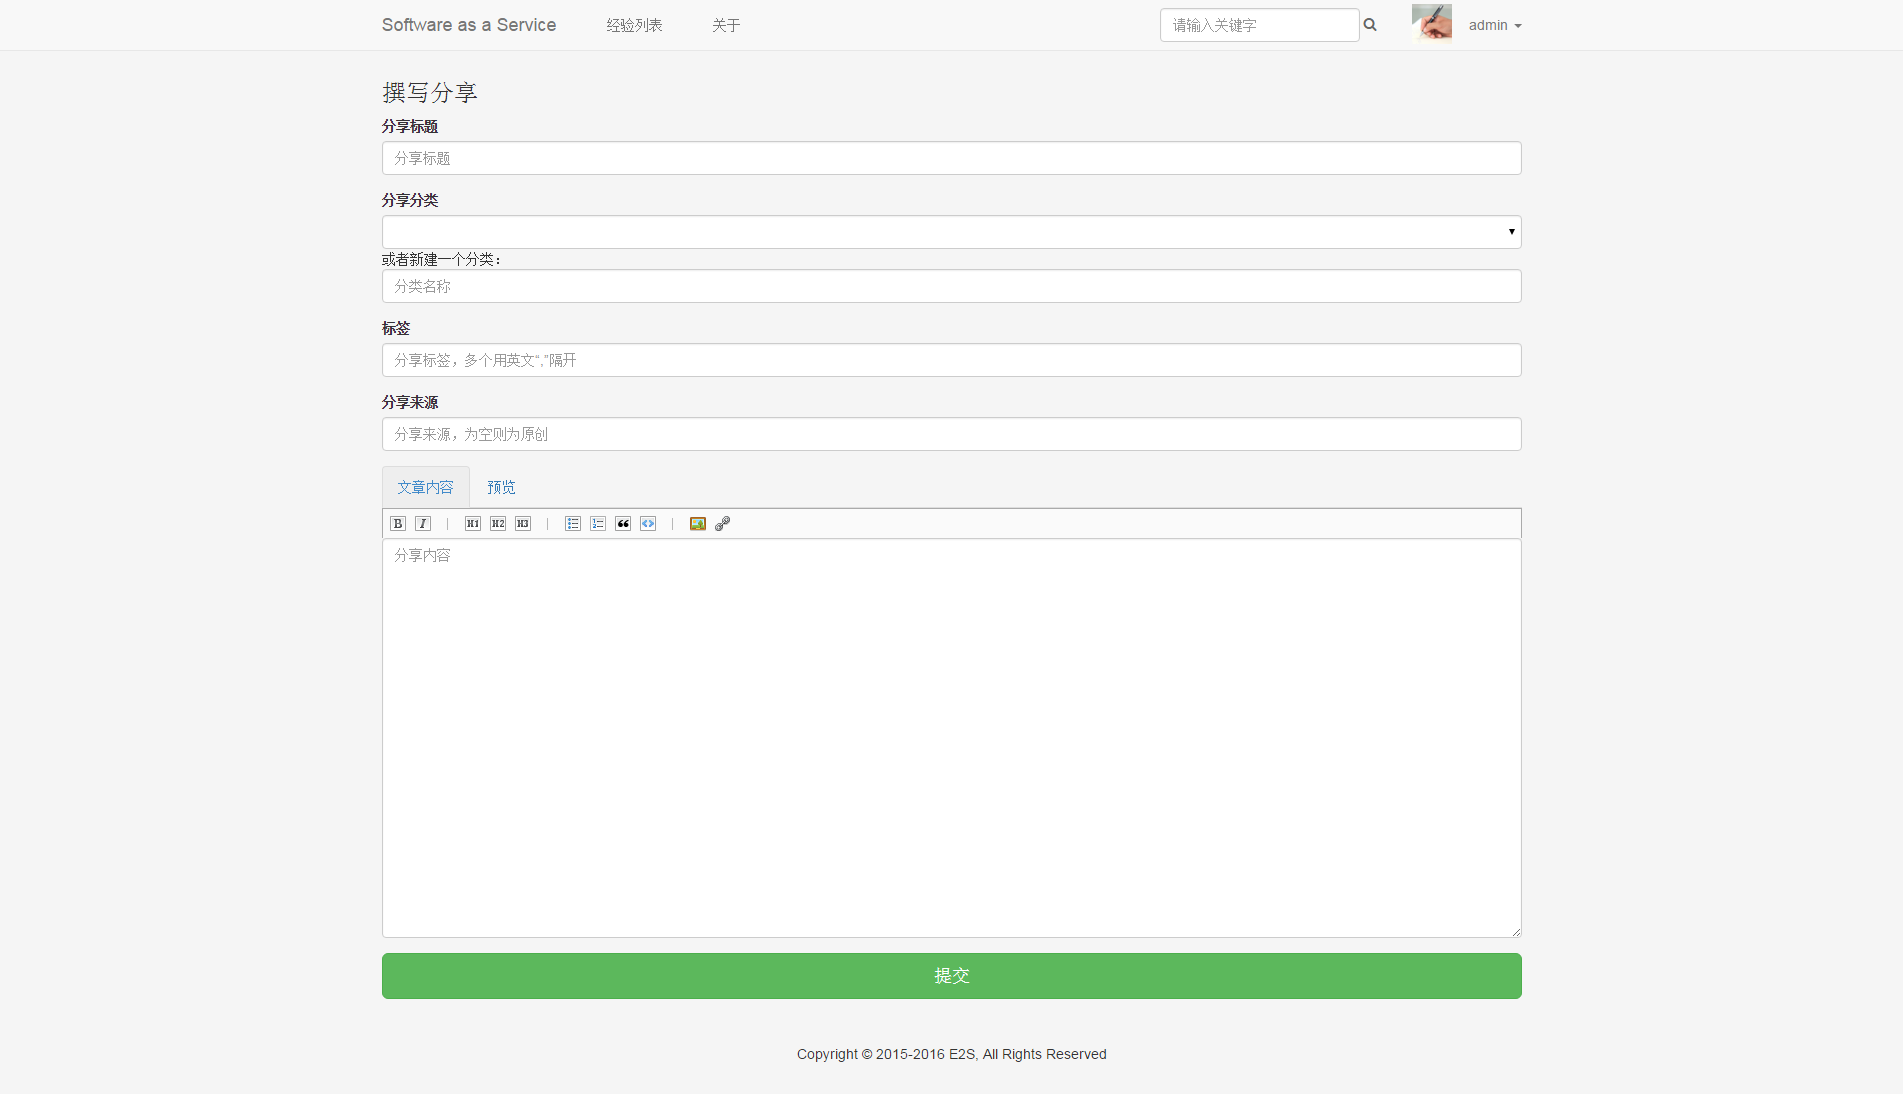 Software as a Service 经验列表 关于 请输入关键字 admin
撰写分享
分享标题
分享标题
分享分类
或者新建一个分类：
分类名称
标签
分享标签，多个用英文“,”隔开
分享来源
分享来源，为空则为原创
文章内容 预览
B I | H1 H2 H3 | |
分享内容
提交
Copyright © 2015-2016 E2S, All Rights Reserved